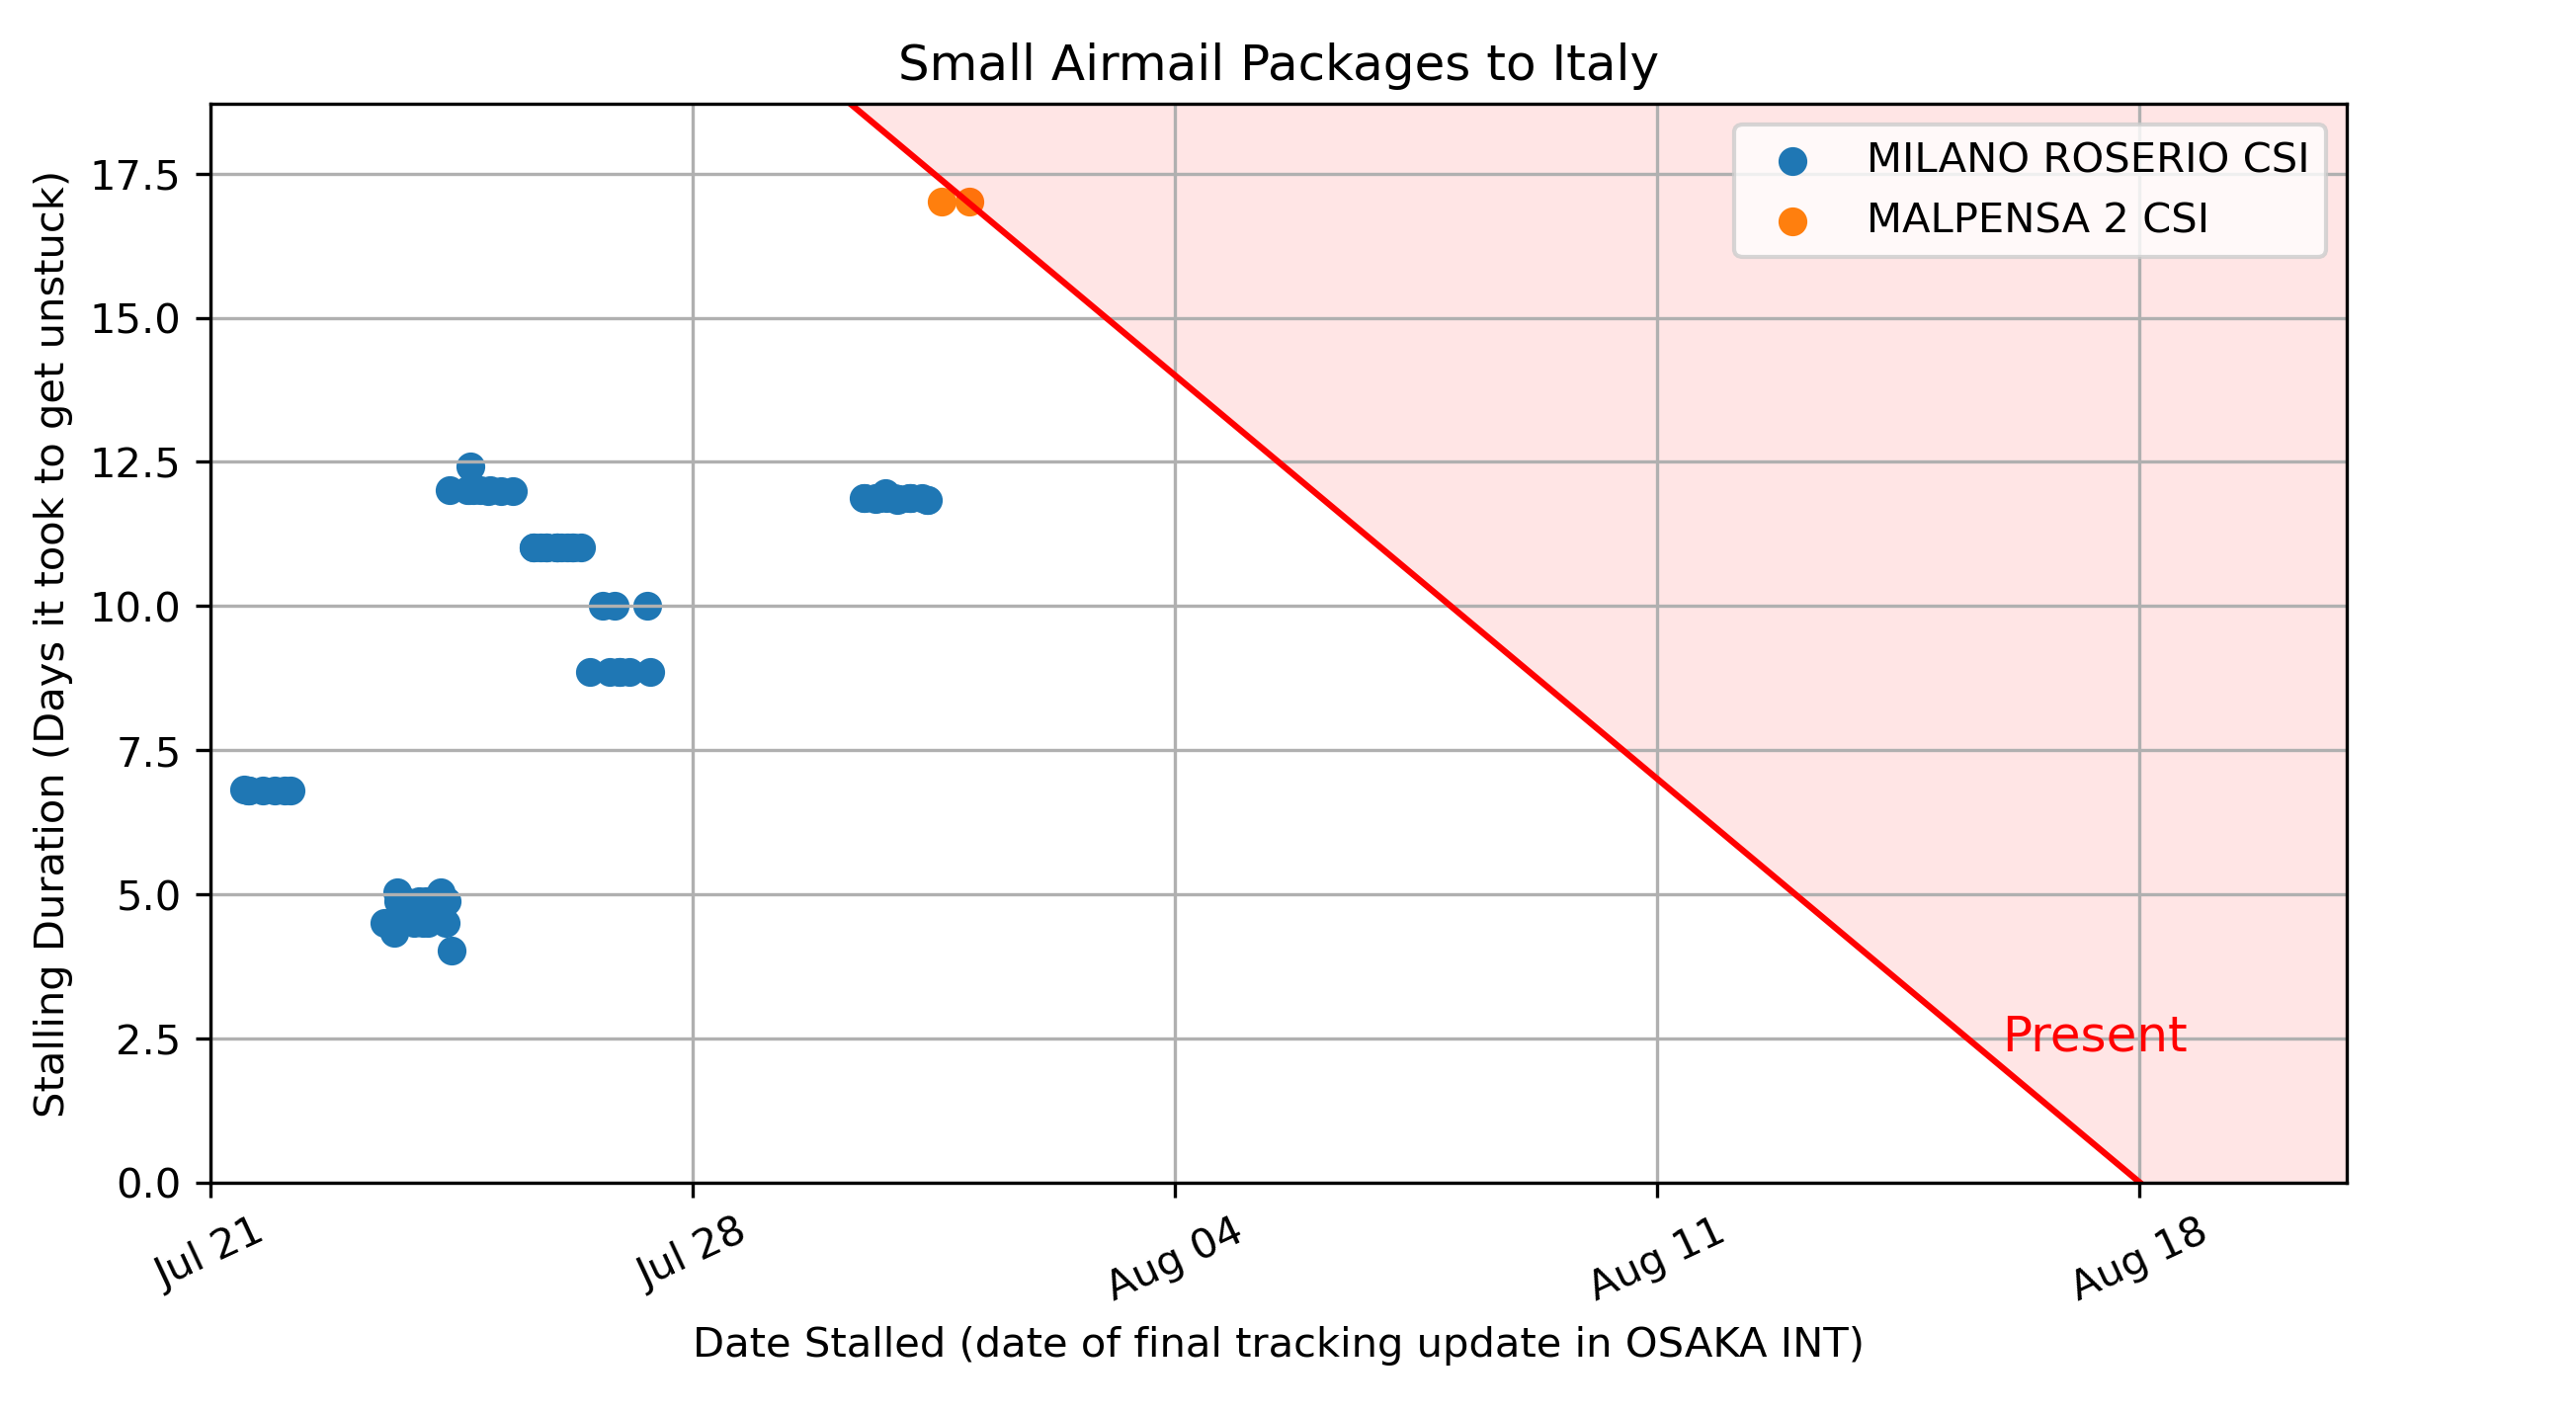 Small Airmail Packages to Italy
Stalling Duration (Days it took to get unstuck)
17.5
15.0
12.5
10.0
7.5
5.0
2.5
0.0
MILANO ROSERIO CSI
MALPENSA 2 CSI
Present
Jul 21
Jul 28
Aug 04
Aug 11
Aug 18
Date Stalled (date of final tracking update in OSAKA INT)